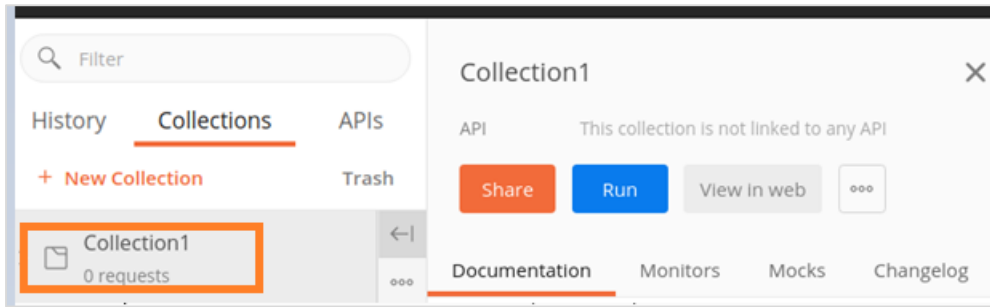 Filter
History Collections APIs
+ New Collection Trash
Collection1
0 requests
Collection1
API This collection is not linked to any API
Share Run View in web
Documentation Monitors Mocks Changelog